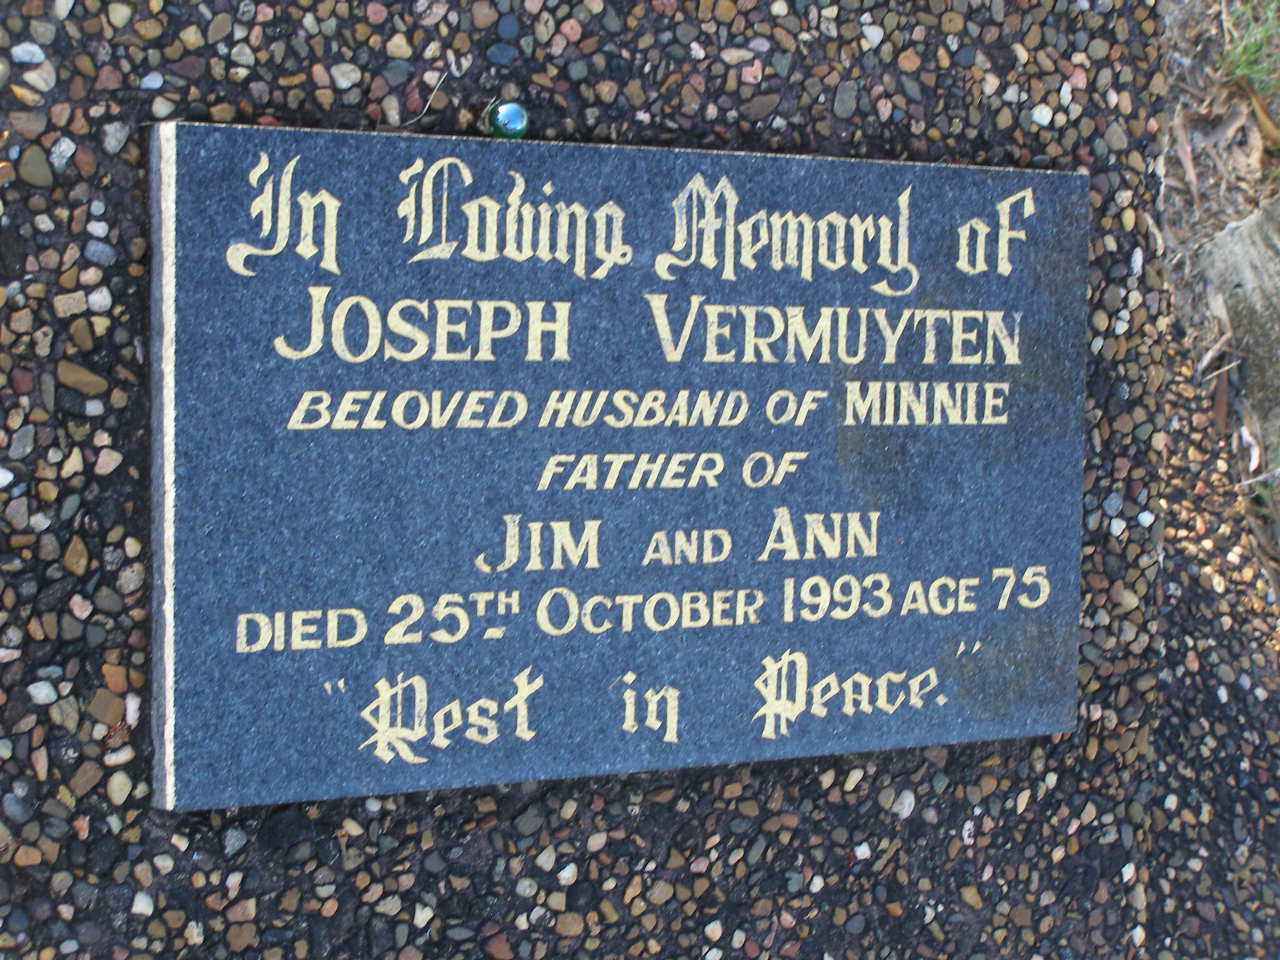 In Loving Memory of
JOSEPH VERMUYTEN
BELOVED HUSBAND OF MINNIE
FATHER OF
JIM AND ANN
DIED 25TH OCTOBER 1993 AGE 75
"Rest in Peace."